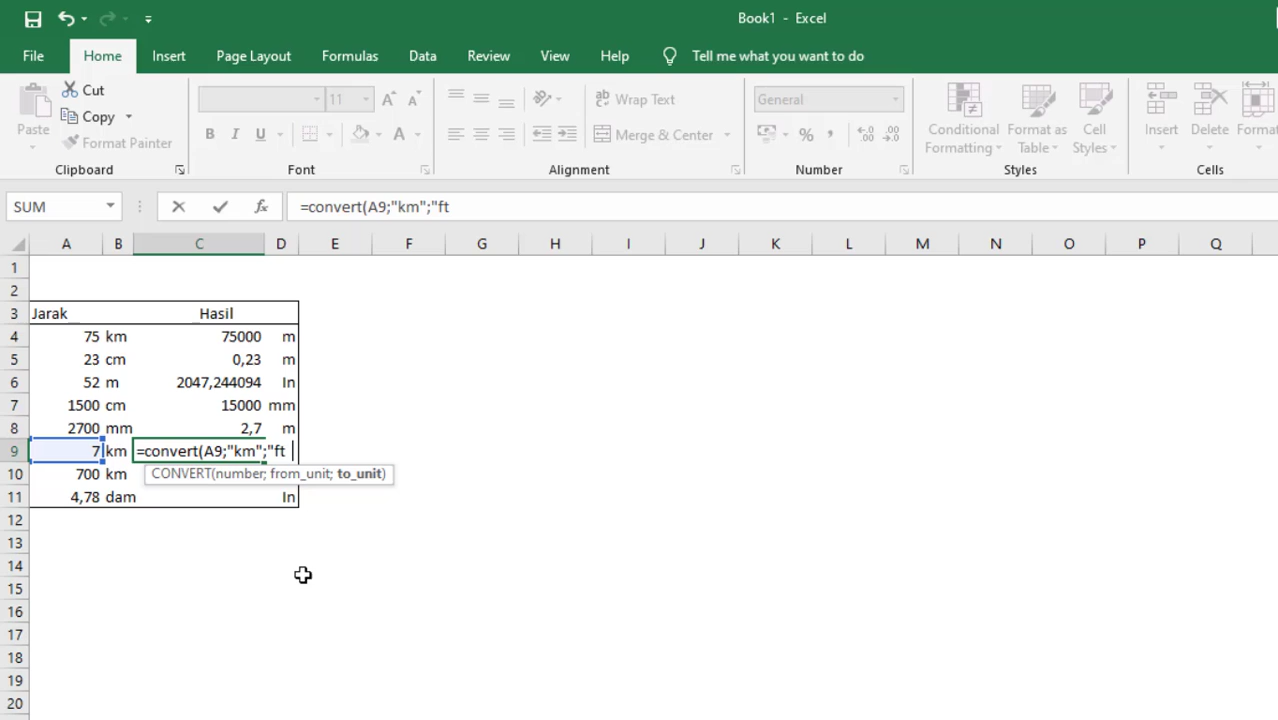 Book1 - Excel
File Home Insert Page Layout Formulas Data Review View Help Tell me what you want to do
Paste Cut Copy Format Painter
Clipboard
11
B I U A
Font
ab Wrap Text
Merge & Center
Alignment
General
% ,
Number
Conditional Formatting Format as Table Cell Styles
Styles
Insert Delete Format
Cells
SUM fx =convert(A9;"km";"ft
A B C D E F G H I J K L M N O P Q
1
2
3 Jarak_ _Hasil
4 75 km 75000 m
5 23 cm 0,23 m
6 52 m 2047,244094 In
7 1500 cm 15000 mm
8 2700 mm 2,7 m
9 7 km =convert(A9;"km";"ft
10 700 km CONVERT(number; from_unit; to_unit)
11 4,78 dam In
12
13
14
15
16
17
18
19
20